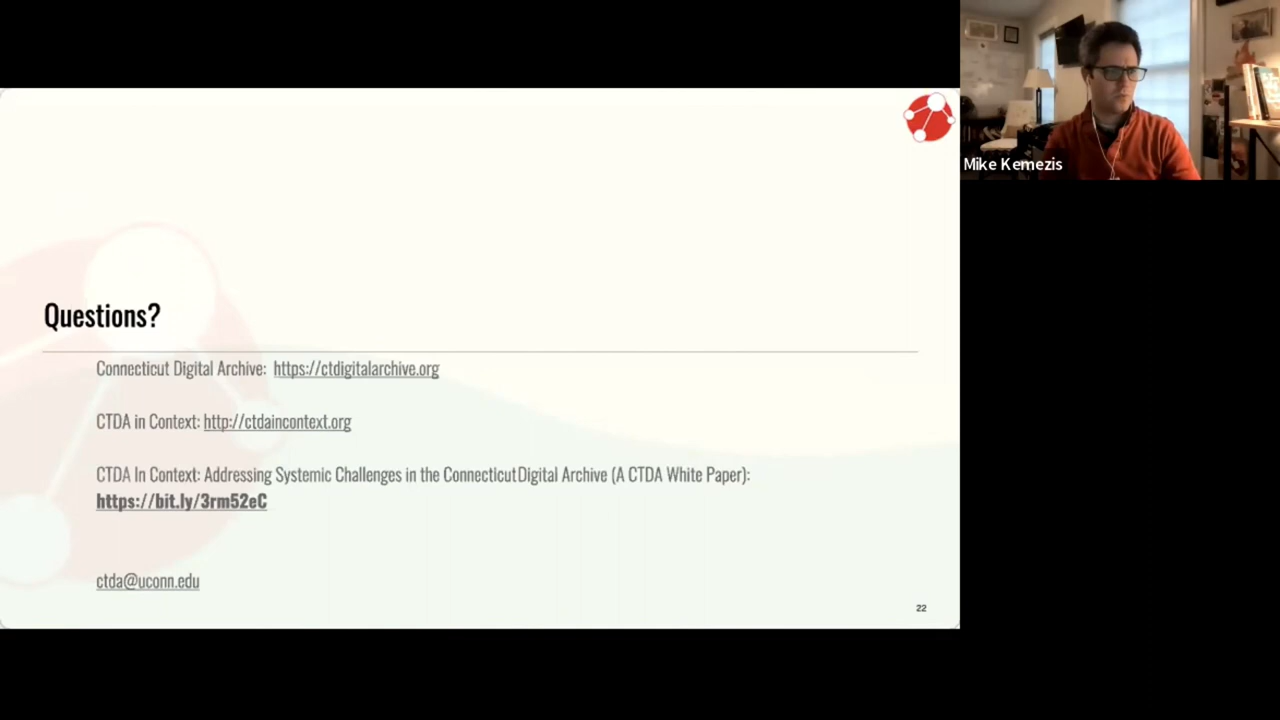 Mike Kemezis
Questions?
Connecticut Digital Archive: https://ctdigitalarchive.org
CTDA in Context: http://ctdaincontext.org
CTDA In Context: Addressing Systemic Challenges in the Connecticut Digital Archive (A CTDA White Paper):
https://bit.ly/3rm52eC
ctda@uconn.edu
22